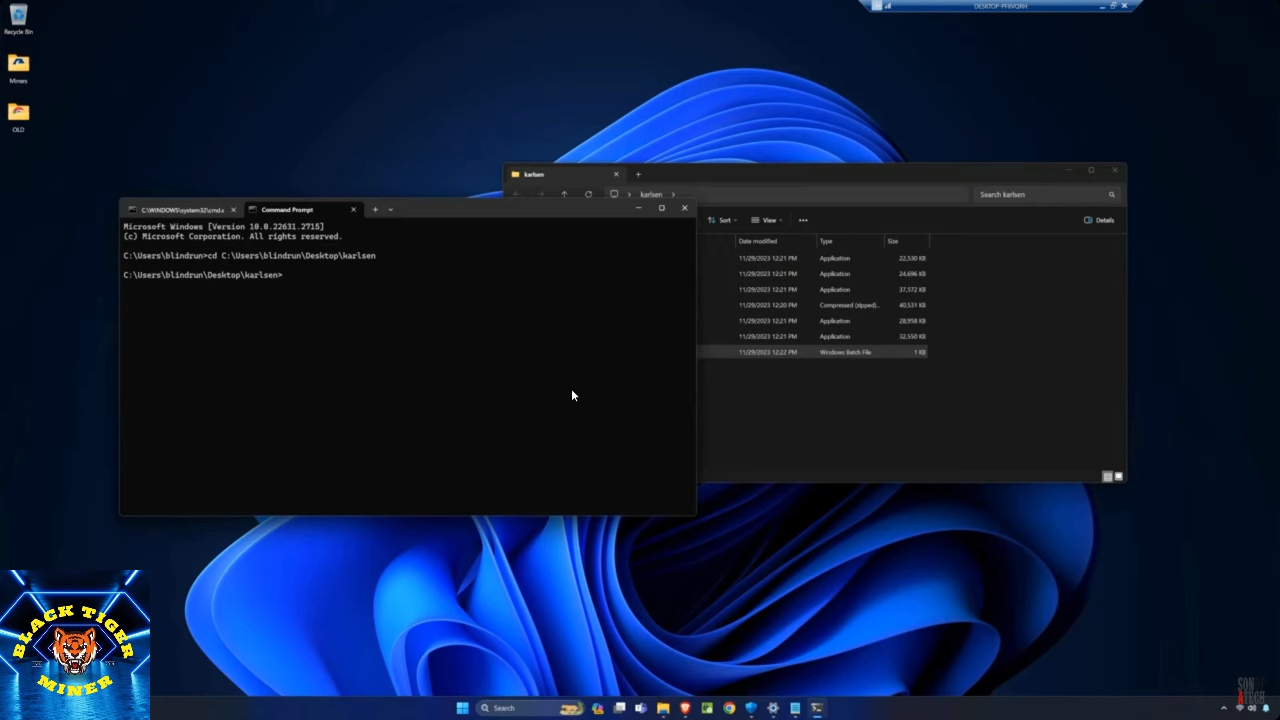 DESKTOP-PF8VQRH
Recycle Bin
Miners
OLD
karlsen
karlsen
Search karlsen
Sort
View
Details
Date modified Type Size
11/29/2023 12:21 PM Application 22,530 KB
11/29/2023 12:21 PM Application 24,696 KB
11/29/2023 12:21 PM Application 37,572 KB
11/29/2023 12:20 PM Compressed (zipped)... 40,531 KB
11/29/2023 12:21 PM Application 28,958 KB
11/29/2023 12:21 PM Application 32,550 KB
11/29/2023 12:22 PM Windows Batch File 1 KB
C:\WINDOWS\system32\cmd.e
Command Prompt
Microsoft Windows [Version 10.0.22631.2715]
(c) Microsoft Corporation. All rights reserved.
C:\Users\blindrun>cd C:\Users\blindrun\Desktop\karlsen
C:\Users\blindrun\Desktop\karlsen>
BLACK TIGER
MINER
Search